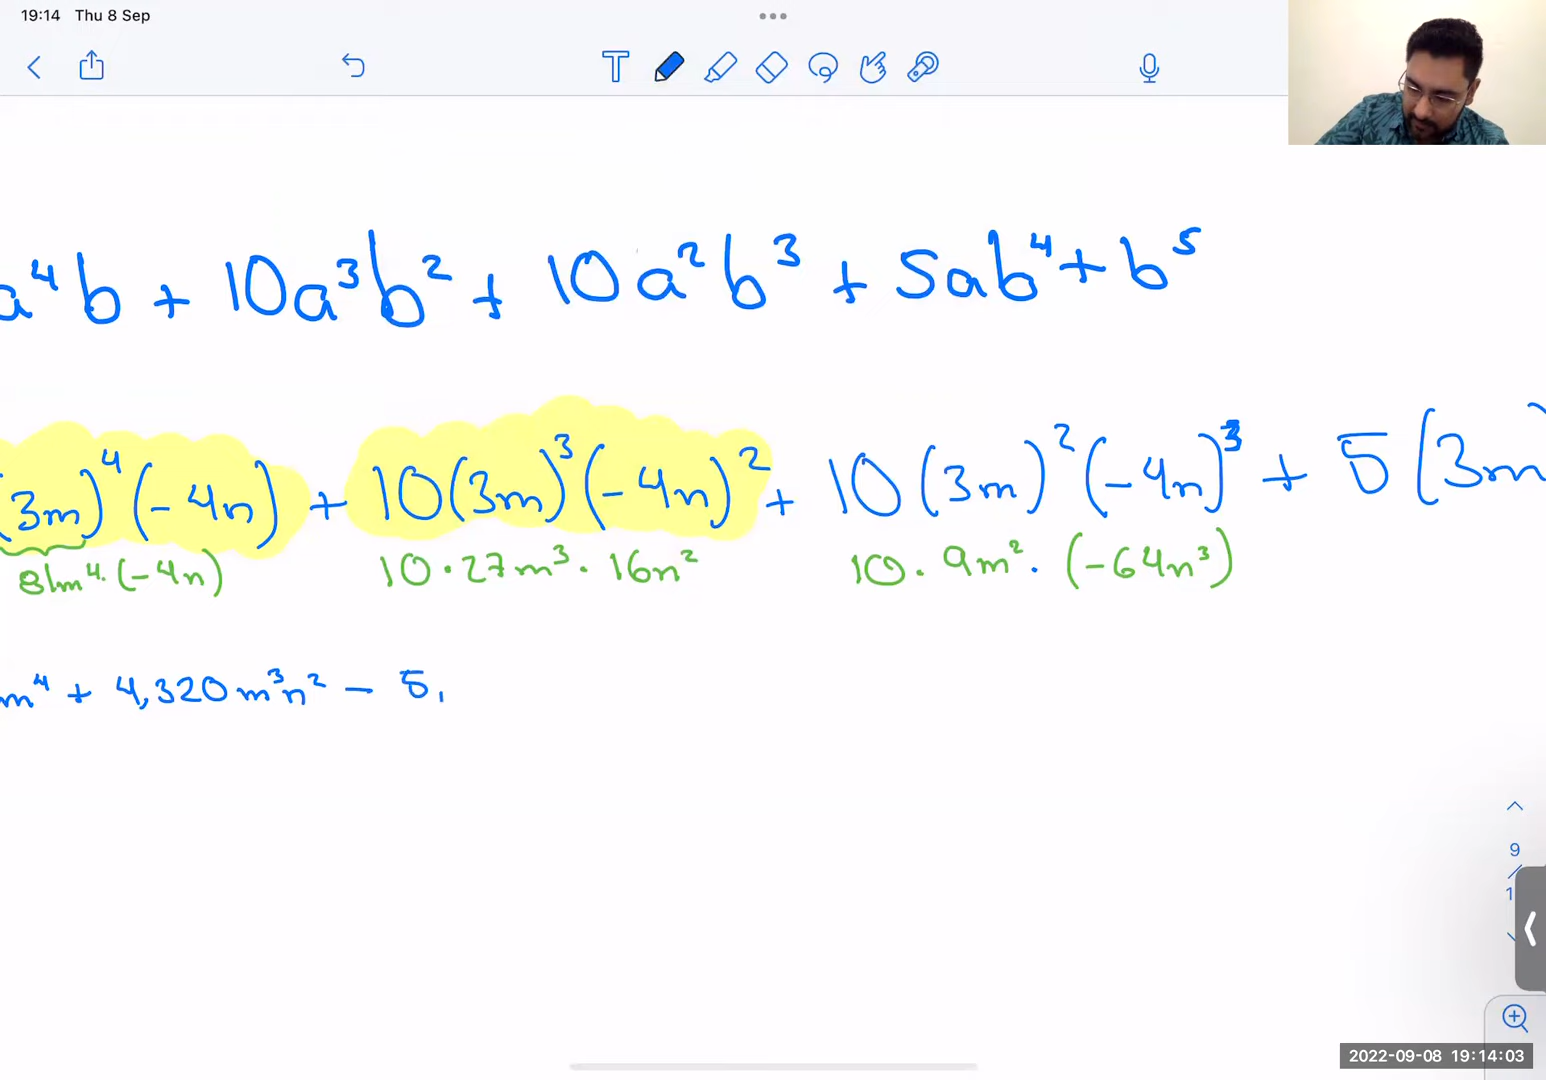 19:14 Thu 8 Sep
a⁴b + 10a³b² + 10a²b³ + 5ab⁴ + b⁵
(3m)⁴(-4n) + 10(3m)³(-4n)² + 10(3m)²(-4n)³ + 5(3m)
81m⁴·(-4n) 10·27m³·16n² 10·9m²·(-64n³)
m⁴ + 4,320m³n² - 5,
9
/
1
2022-09-08 19:14:03